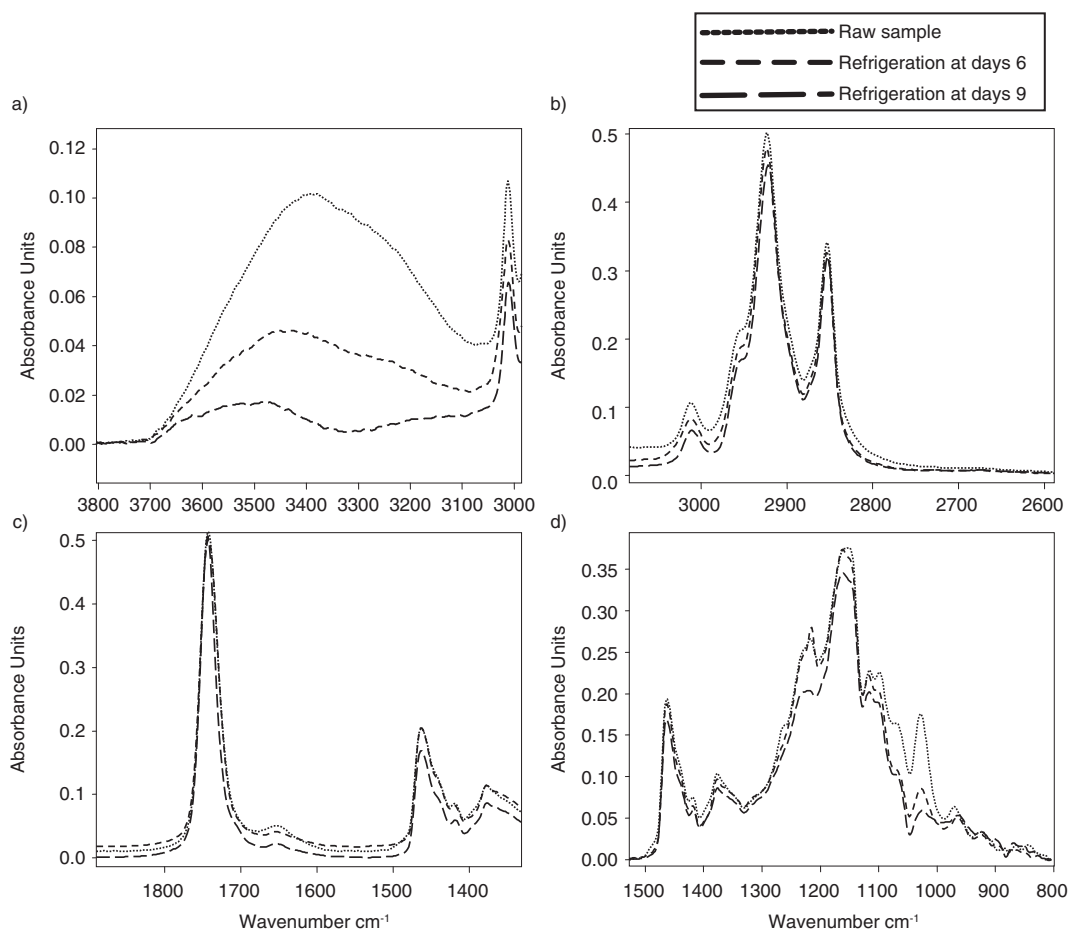 Raw sample
Refrigeration at days 6
Refrigeration at days 9
a)
Absorbance Units
0.12
0.10
0.08
0.06
0.04
0.02
0.00
3800 3700 3600 3500 3400 3300 3200 3100 3000
b)
Absorbance Units
0.5
0.4
0.3
0.2
0.1
0.0
3000 2900 2800 2700 2600
c)
Absorbance Units
0.5
0.4
0.3
0.2
0.1
0.0
1800 1700 1600 1500 1400
Wavenumber cm-1
d)
Absorbance Units
0.35
0.30
0.25
0.20
0.15
0.10
0.05
0.00
1500 1400 1300 1200 1100 1000 900 800
Wavenumber cm-1